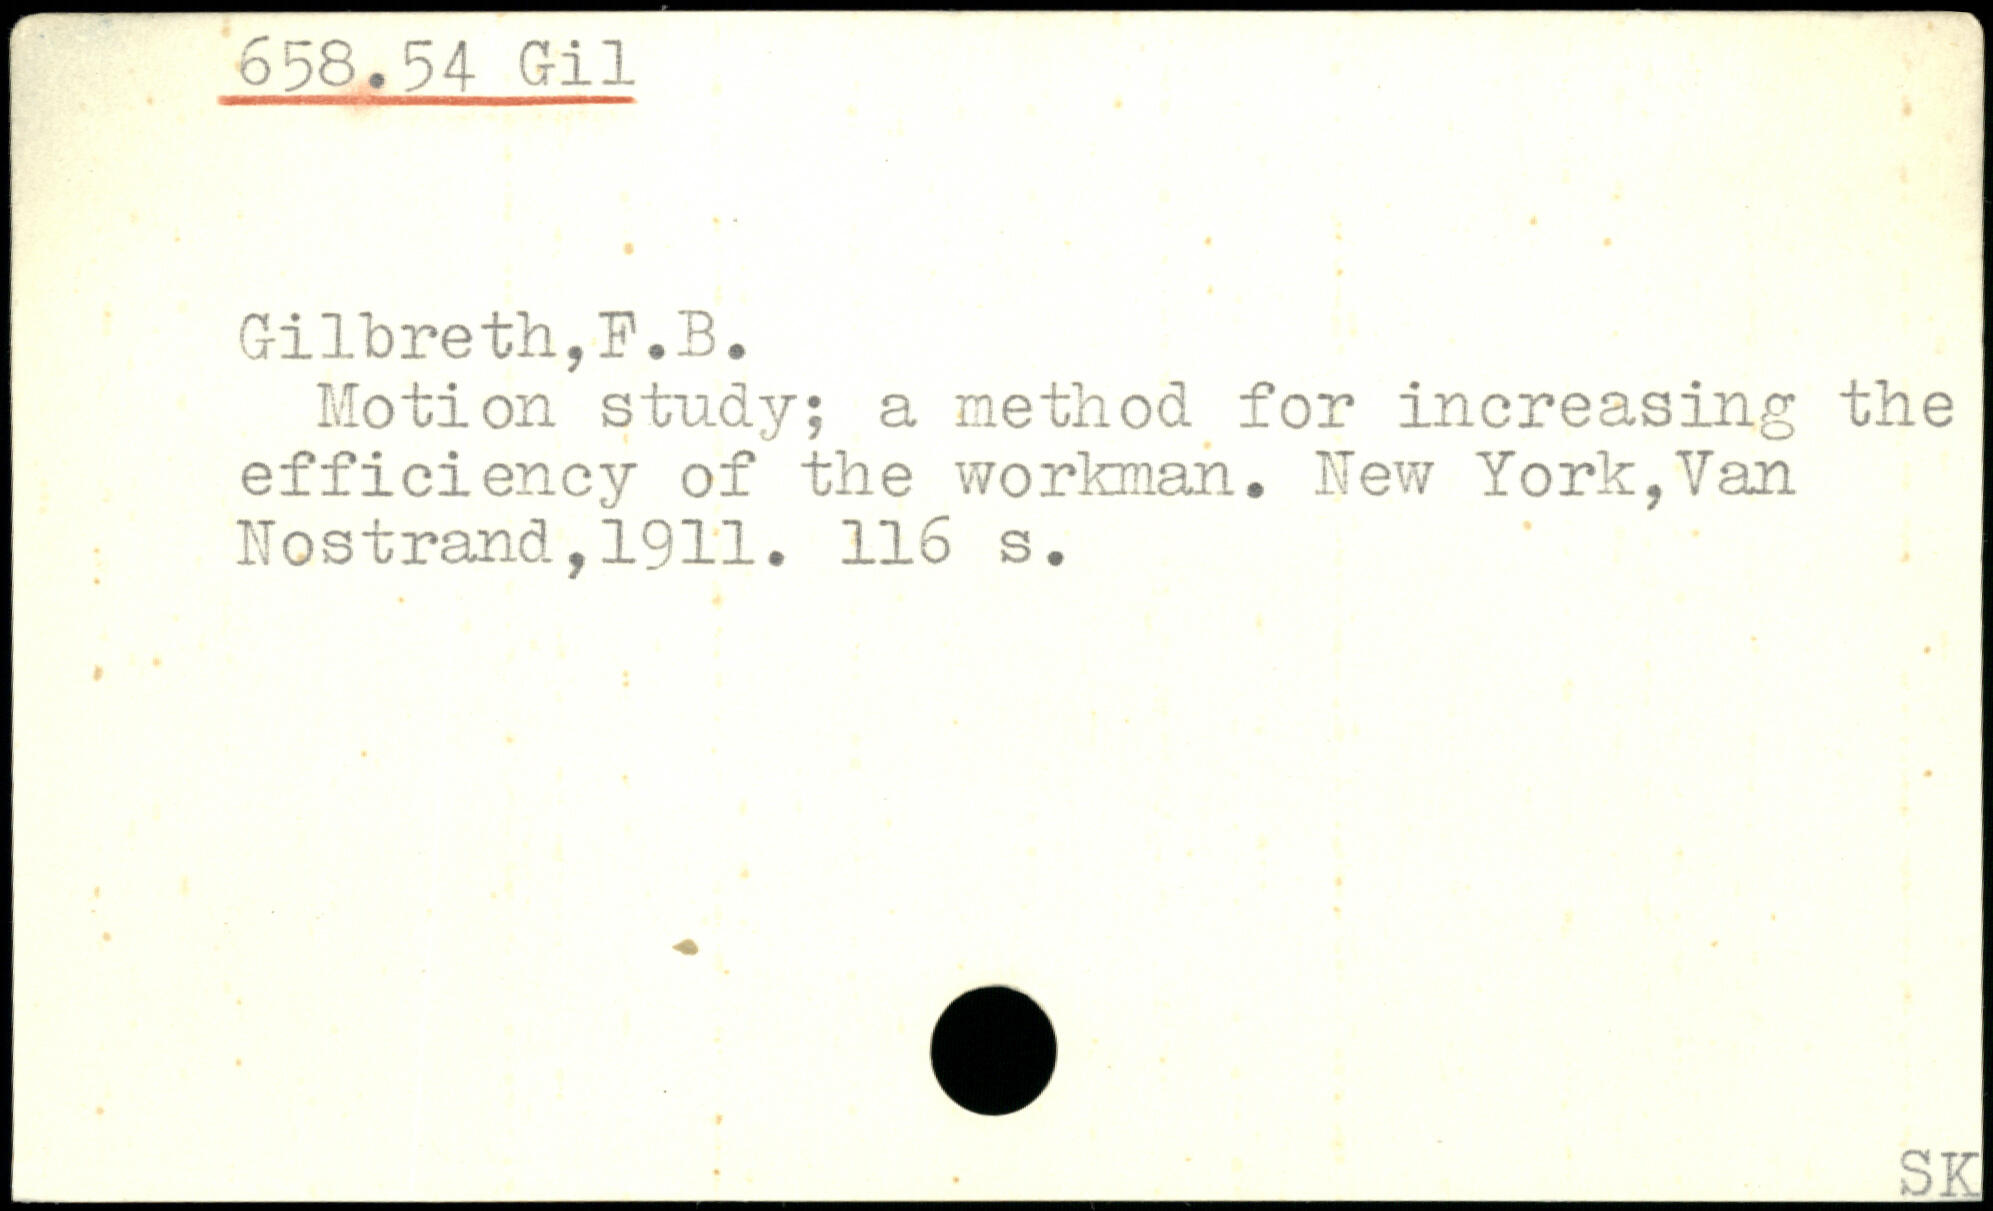 658.54 Gil
Gilbreth,F.B.
Motion study; a method for increasing the
efficiency of the workman. New York,Van
Nostrand,1911. 116 s.
SK